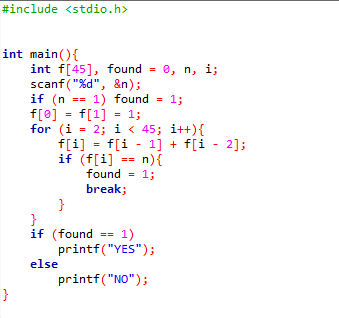 #include <stdio.h>
int main(){
int f[45], found = 0, n, i;
scanf("%d", &n);
if (n == 1) found = 1;
f[0] = f[1] = 1;
for (i = 2; i < 45; i++){
f[i] = f[i - 1] + f[i - 2];
if (f[i] == n){
found = 1;
break;
}
}
if (found == 1)
printf("YES");
else
printf("NO");
}